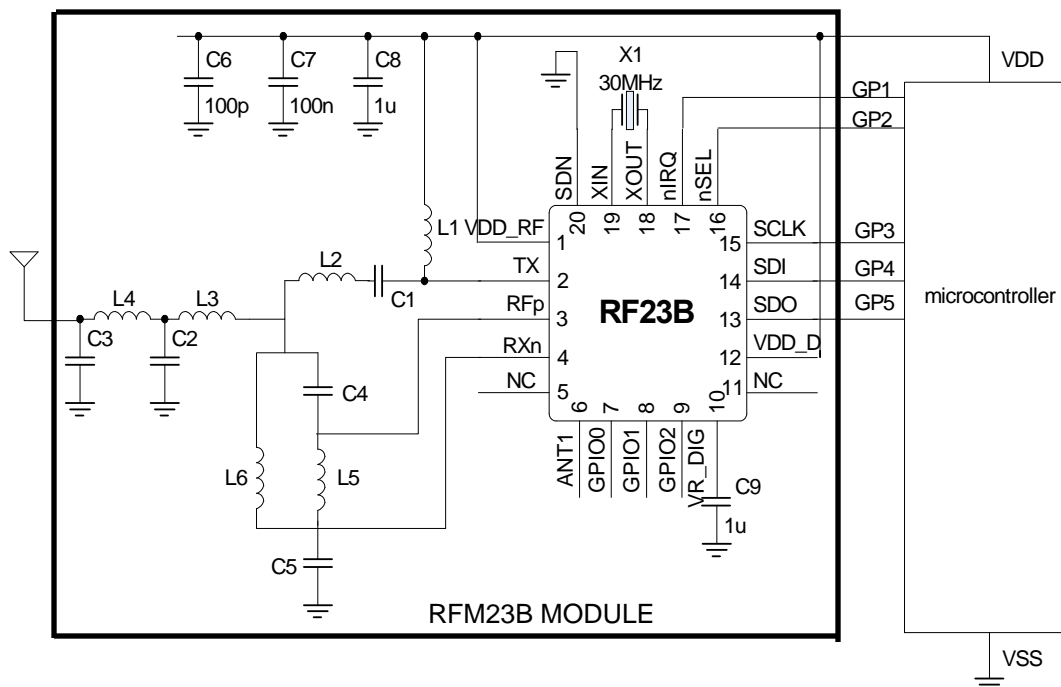 X1
30MHz
VDD
C6
C7
C8
100p
100n
1u
GP1
GP2
SDN
XIN
XOUT
nIRQ
nSEL
20
19
18
17
16
L1
VDD_RF
1
15
SCLK
GP3
L2
C1
TX
2
14
SDI
GP4
L4
L3
RFp
3
RF23B
13
SDO
GP5
microcontroller
C3
C2
RXn
4
12
VDD_D
NC
5
11
NC
C4
6
7
8
9
10
ANT1
GPIO0
GPIO1
GPIO2
VR_DIG
L6
L5
C9
1u
C5
RFM23B MODULE
VSS